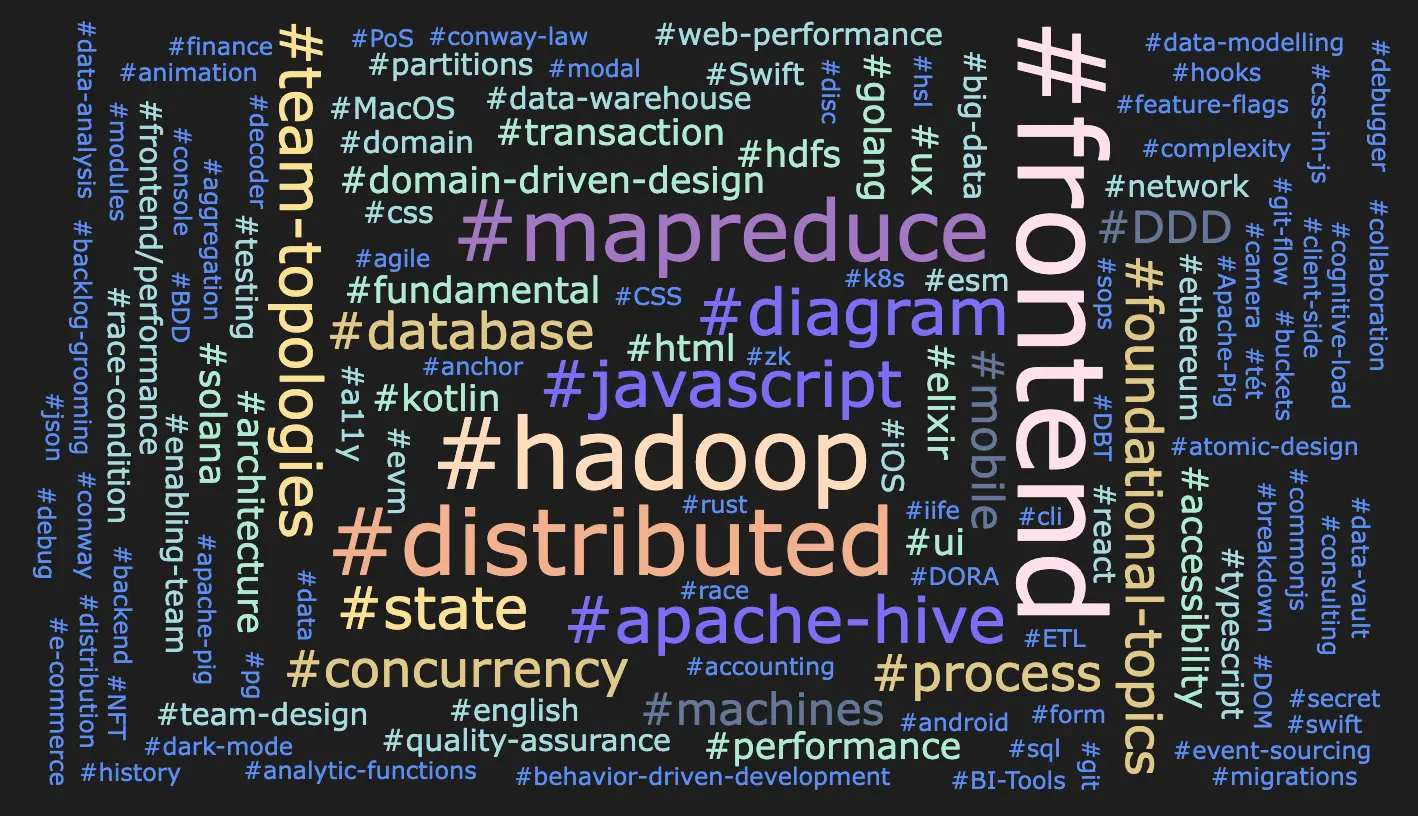 #data-analysis
#finance
#animation
#team-topologies
#PoS
#conway-law
#web-performance
#partitions
#modal
#Swift
#disc
#golang
#hsl
#big-data
#frontend
#data-modelling
#hooks
#debugger
#css-in-js
#feature-flags
#modules
#frontend/performance
#console
#decoder
#MacOS
#data-warehouse
#domain
#transaction
#hdfs
#ux
#complexity
#aggregation
#domain-driven-design
#network
#git-flow
#css
#mapreduce
#DDD
#client-side
#cognitive-load
#collaboration
#testing
#backlog-grooming
#BDD
#agile
#fundamental
#CSS
#k8s
#esm
#sops
#foundational-topics
#ethereum
#Apache-Pig
#camera
#race-condition
#diagram
#database
#buckets
#solana
#html
#zk
#elixir
#mobile
#tét
#anchor
#a11y
#javascript
#kotlin
#json
#architecture
#enabling-team
#DBT
#hadoop
#iOS
#evm
#atomic-design
#conway
#debug
#accessibility
#breakdown
#commonjs
#data-vault
#consulting
#react
#rust
#iife
#cli
#distributed
#ui
#backend
#apache-pig
#typescript
#DORA
#data
#race
#distribution
#state
#apache-hive
#e-commerce
#ETL
#pg
#concurrency
#accounting
#process
#DOM
#NFT
#secret
#team-design
#english
#machines
#android
#form
#swift
#dark-mode
#quality-assurance
#performance
#sql
#git
#event-sourcing
#history
#analytic-functions
#behavior-driven-development
#BI-Tools
#migrations